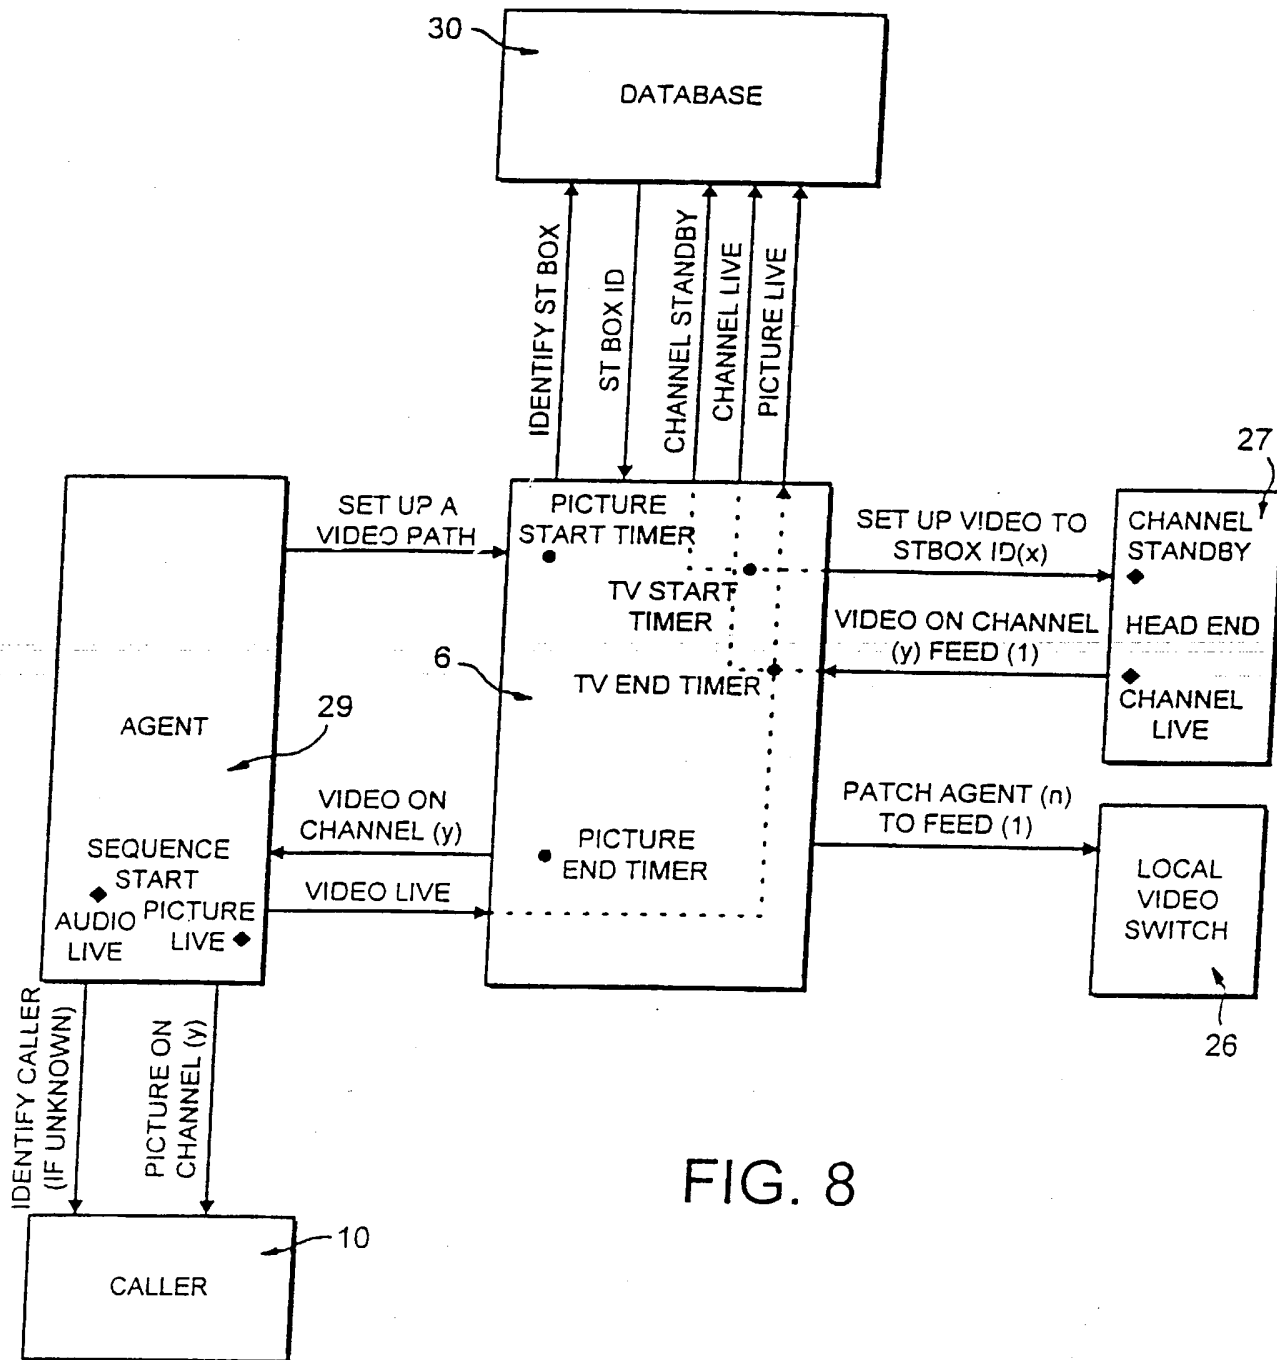 30
DATABASE
IDENTIFY ST BOX
ST BOX ID
CHANNEL STANDBY
CHANNEL LIVE
PICTURE LIVE
27
SET UP A
VIDEO PATH
PICTURE
START TIMER
SET UP VIDEO TO
STBOX ID(x)
CHANNEL
STANDBY
TV START
TIMER
VIDEO ON CHANNEL
(y) FEED (1)
HEAD END
6
TV END TIMER
CHANNEL
LIVE
AGENT
29
VIDEO ON
CHANNEL (y)
PICTURE
END TIMER
PATCH AGENT (n)
TO FEED (1)
SEQUENCE
START
AUDIO
LIVE
PICTURE
LIVE
VIDEO LIVE
LOCAL
VIDEO
SWITCH
26
IDENTIFY CALLER
(IF UNKNOWN)
PICTURE ON
CHANNEL (y)
FIG. 8
10
CALLER